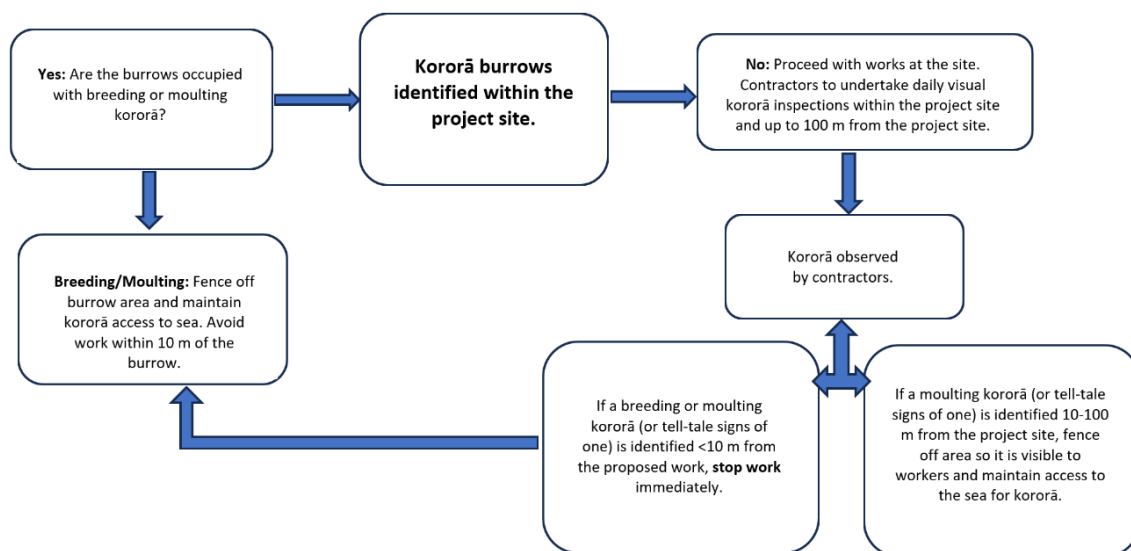 Yes: Are the burrows occupied
with breeding or moulting
kororā?
Kororā burrows
identified within the
project site.
No: Proceed with works at the site.
Contractors to undertake daily visual
kororā inspections within the project site
and up to 100 m from the project site.
Breeding/Moulting: Fence off
burrow area and maintain
kororā access to sea. Avoid
work within 10 m of the
burrow.
Kororā observed
by contractors.
If a breeding or moulting
kororā (or tell-tale signs of
one) is identified <10 m from
the proposed work, stop work
immediately.
If a moulting kororā (or tell-tale
signs of one) is identified 10-100
m from the project site, fence
off area so it is visible to
workers and maintain access to
the sea for kororā.